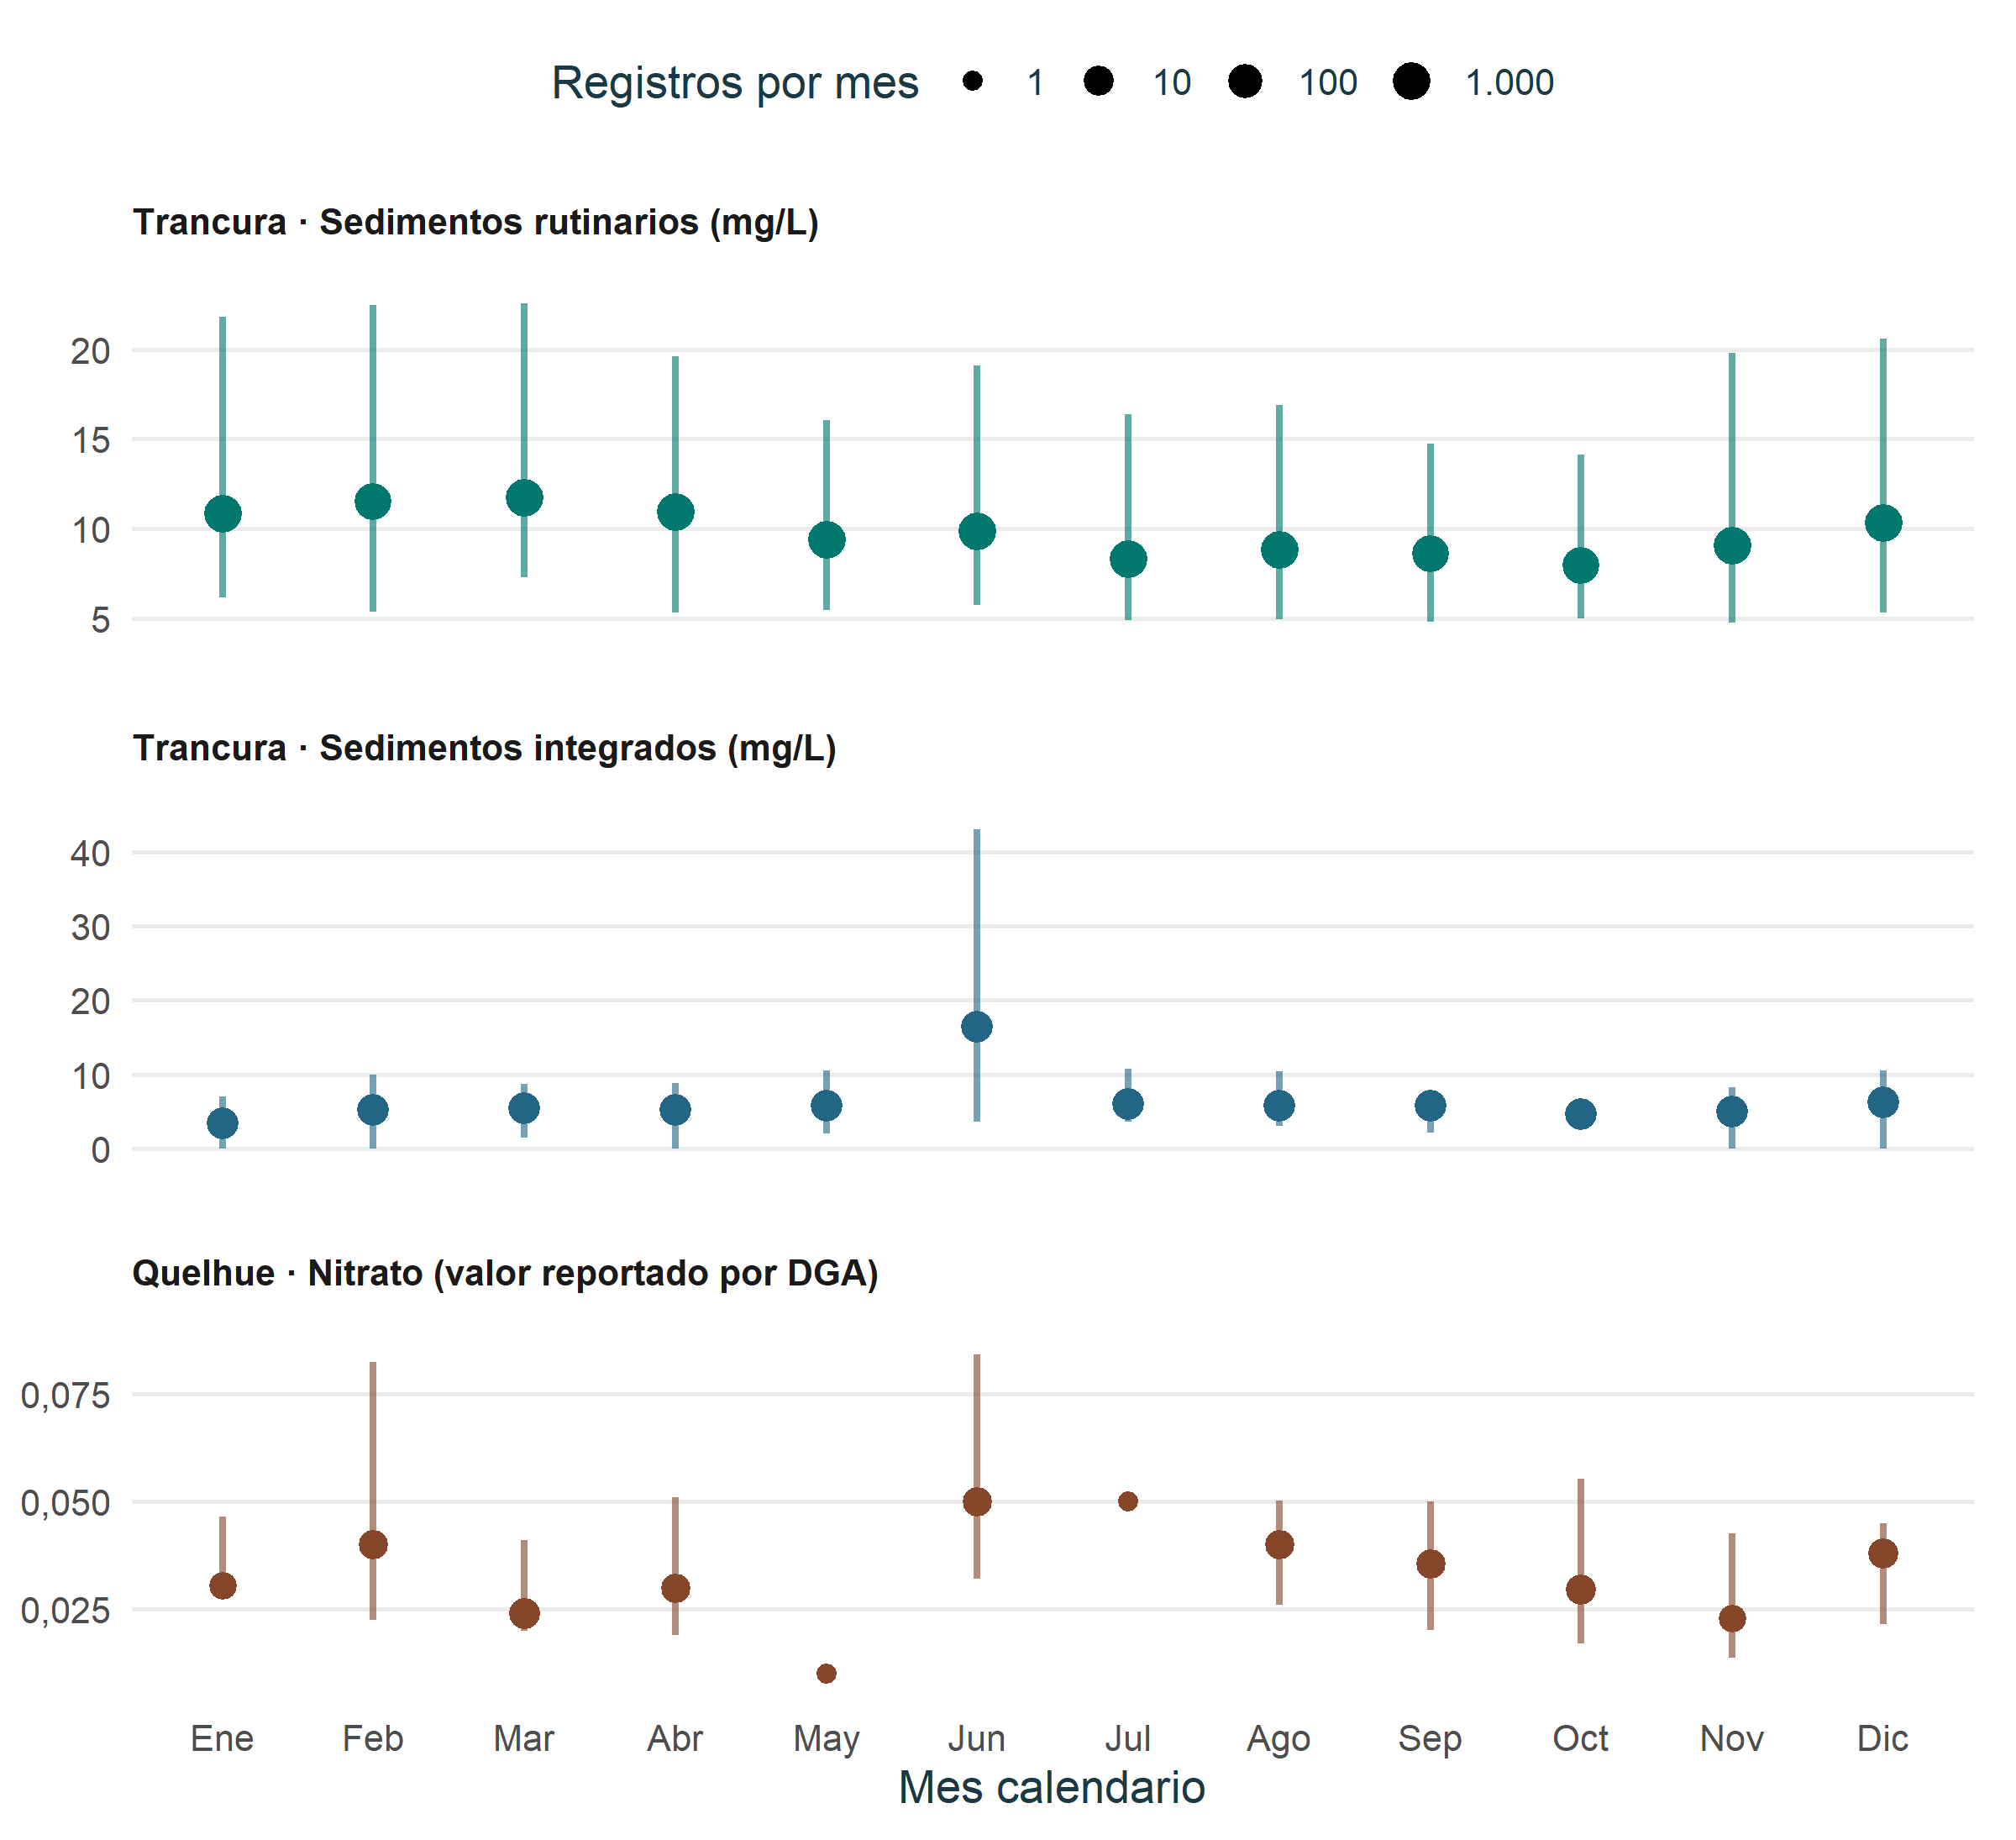 Registros por mes 1 10 100 1.000
Trancura · Sedimentos rutinarios (mg/L)
20
15
10
5
Trancura · Sedimentos integrados (mg/L)
40
30
20
10
0
Quelhue · Nitrato (valor reportado por DGA)
0,075
0,050
0,025
Ene Feb Mar Abr May Jun Jul Ago Sep Oct Nov Dic
Mes calendario